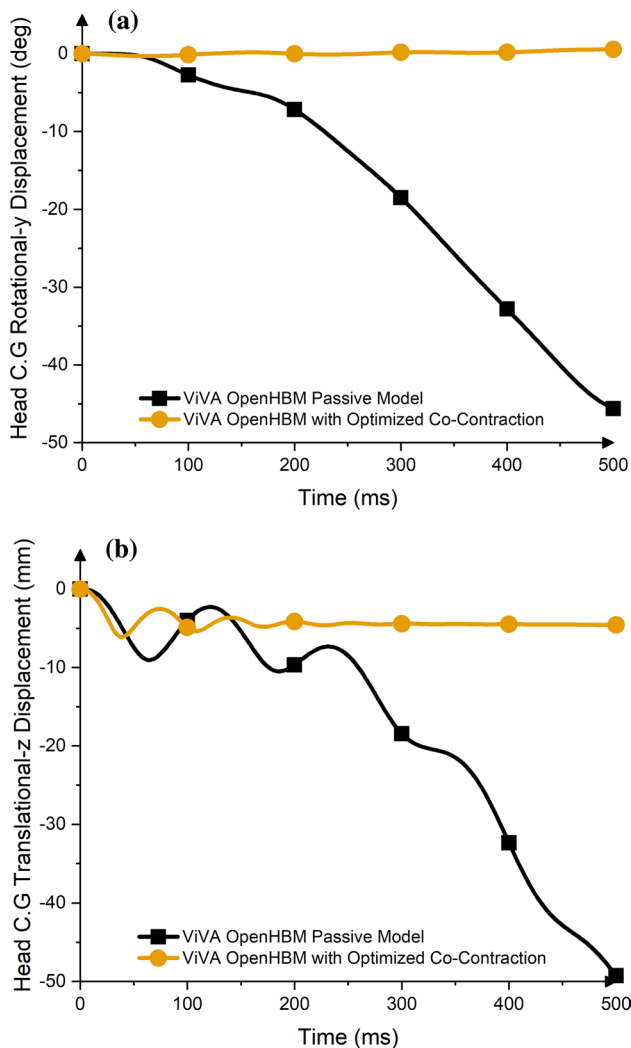 (a)
Head C.G Rotational-y Displacement (deg)
0
-10
-20
-30
-40
-50
ViVA OpenHBM Passive Model
ViVA OpenHBM with Optimized Co-Contraction
0 100 200 300 400 500
Time (ms)
(b)
Head C.G Translational-z Displacement (mm)
0
-10
-20
-30
-40
-50
ViVA OpenHBM Passive Model
ViVA OpenHBM with Optimized Co-Contraction
0 100 200 300 400 500
Time (ms)